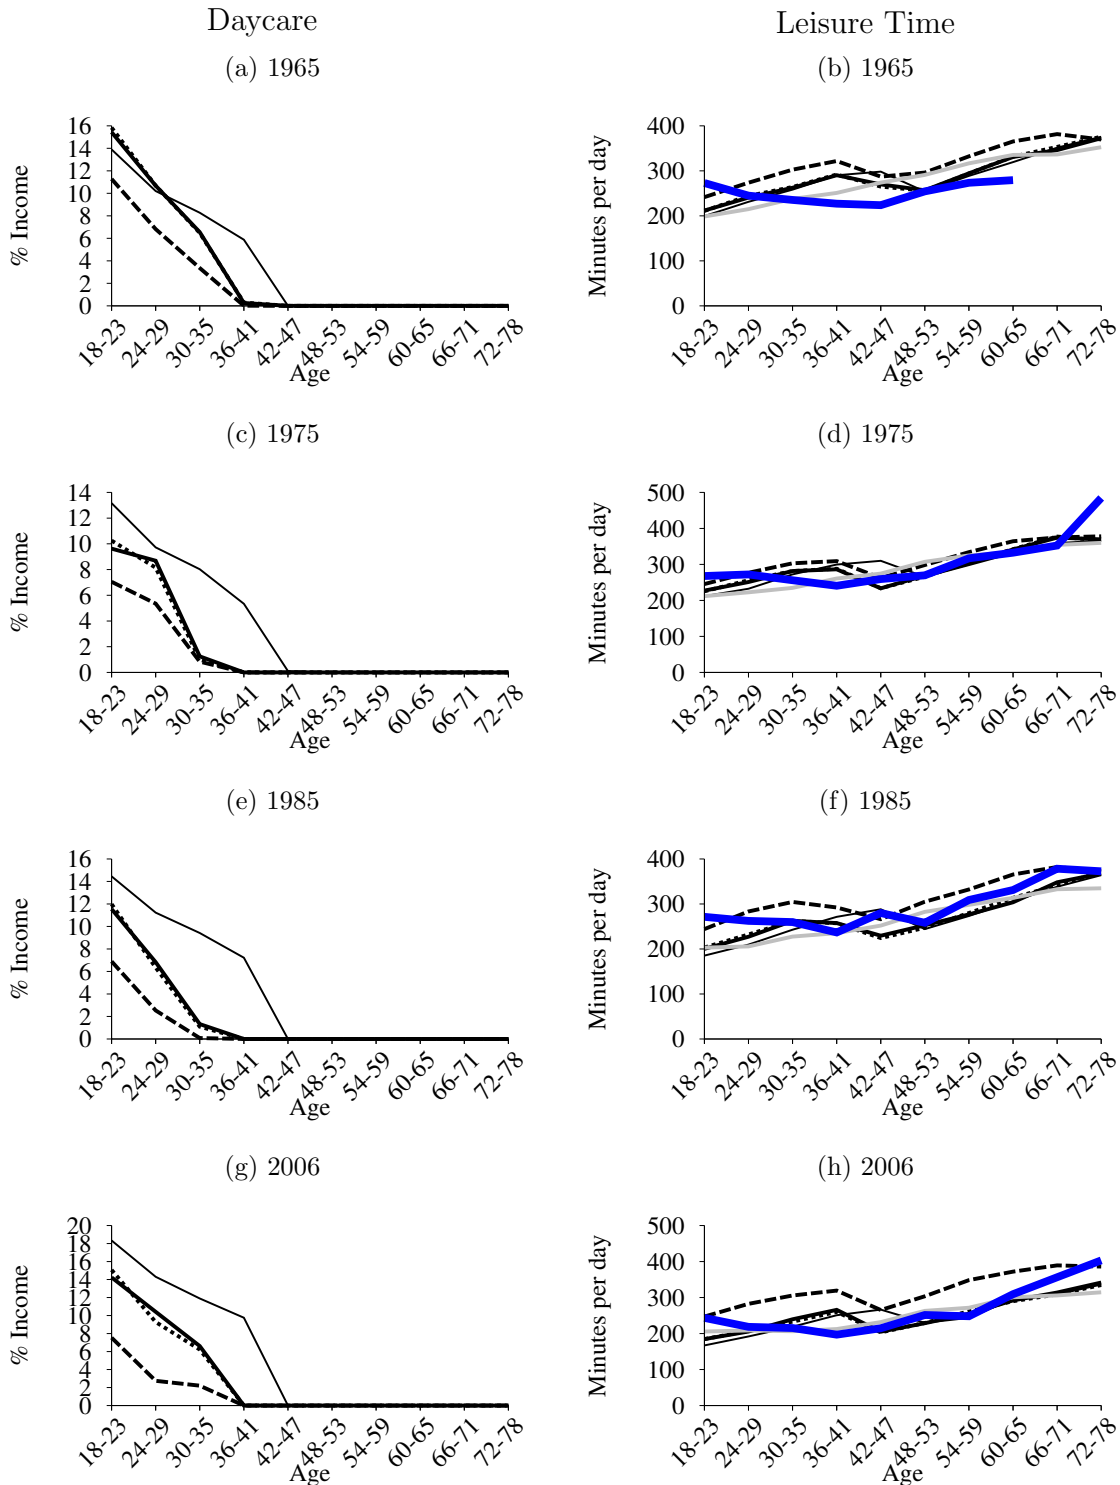 Daycare
Leisure Time
(a) 1965
(b) 1965
% Income
16
14
12
10
8
6
4
2
0
18-23 24-29 30-35 36-41 42-47 48-53 54-59 60-65 66-71 72-78
Age
Minutes per day
400
300
200
100
0
18-23 24-29 30-35 36-41 42-47 48-53 54-59 60-65 66-71 72-78
Age
(c) 1975
(d) 1975
% Income
14
12
10
8
6
4
2
0
18-23 24-29 30-35 36-41 42-47 48-53 54-59 60-65 66-71 72-78
Age
Minutes per day
500
400
300
200
100
0
18-23 24-29 30-35 36-41 42-47 48-53 54-59 60-65 66-71 72-78
Age
(e) 1985
(f) 1985
% Income
16
14
12
10
8
6
4
2
0
18-23 24-29 30-35 36-41 42-47 48-53 54-59 60-65 66-71 72-78
Age
Minutes per day
400
300
200
100
0
18-23 24-29 30-35 36-41 42-47 48-53 54-59 60-65 66-71 72-78
Age
(g) 2006
(h) 2006
% Income
20
18
16
14
12
10
8
6
4
2
0
18-23 24-29 30-35 36-41 42-47 48-53 54-59 60-65 66-71 72-78
Age
Minutes per day
500
400
300
200
100
0
18-23 24-29 30-35 36-41 42-47 48-53 54-59 60-65 66-71 72-78
Age